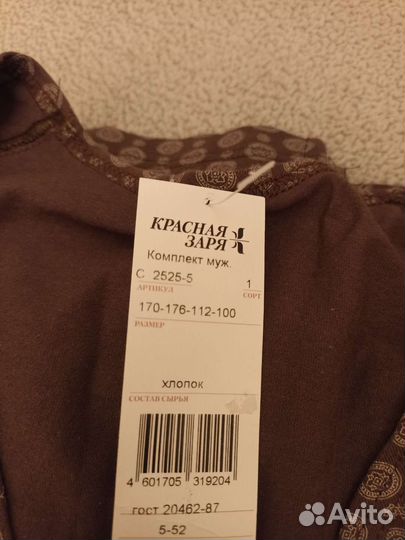 КРАСНАЯ
ЗАРЯ
Комплект муж.
С 2525-5 1
АРТИКУЛ СОРТ
170-176-112-100
РАЗМЕР
хлопок
СОСТАВ СЫРЬЯ
4 601705 319204
гост 20462-87
5-52
Avito